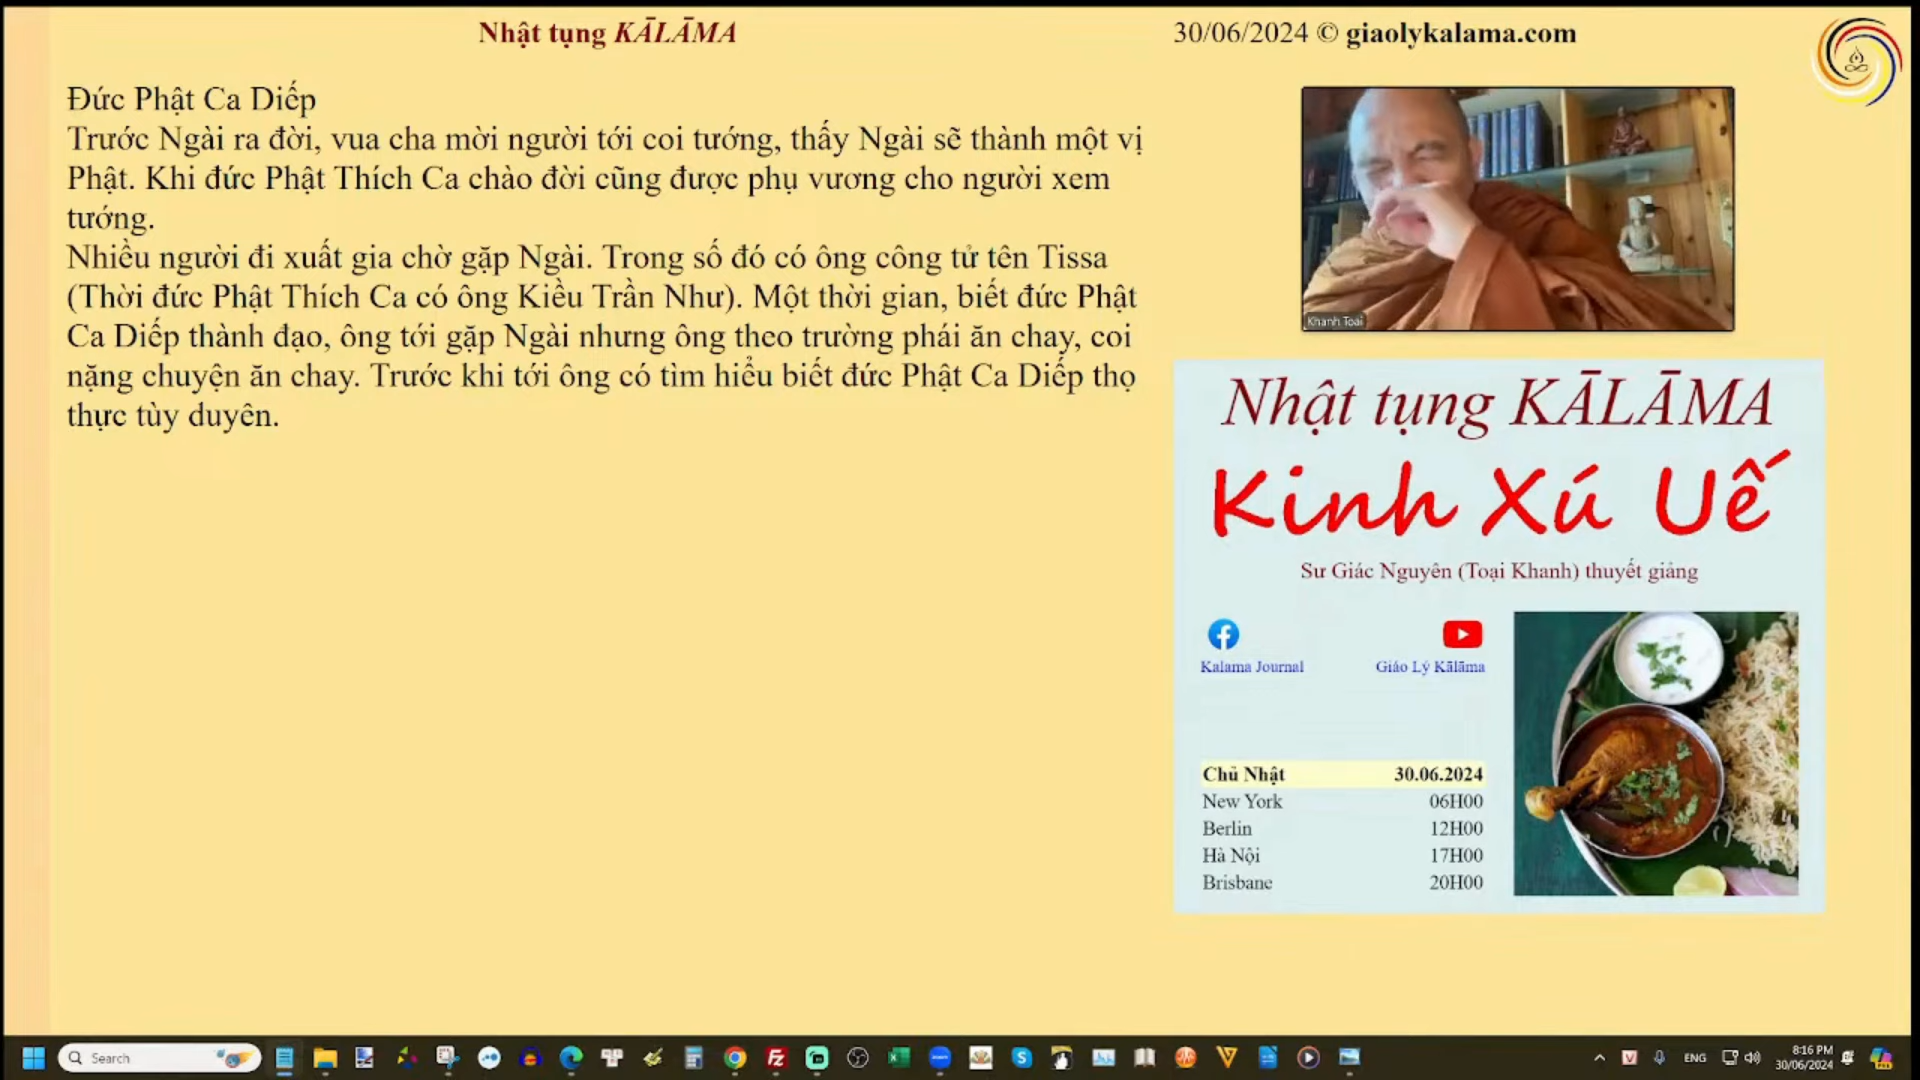 Nhật tụng KĀLĀMA
30/06/2024 © giaolykalama.com
Đức Phật Ca Diếp
Trước Ngài ra đời, vua cha mời người tới coi tướng, thấy Ngài sẽ thành một vị
Phật. Khi đức Phật Thích Ca chào đời cũng được phụ vương cho người xem
tướng.
Nhiều người đi xuất gia chờ gặp Ngài. Trong số đó có ông công tử tên Tissa
(Thời đức Phật Thích Ca có ông Kiều Trần Như). Một thời gian, biết đức Phật
Ca Diếp thành đạo, ông tới gặp Ngài nhưng ông theo trường phái ăn chay, coi
nặng chuyện ăn chay. Trước khi tới ông có tìm hiểu biết đức Phật Ca Diếp thọ
thực tùy duyên.
Khanh Toai
Nhật tụng KĀLĀMA
Kinh Xú Uế
Sư Giác Nguyên (Toại Khanh) thuyết giảng
Kalama Journal
Giáo Lý Kālāma
Chủ Nhật 30.06.2024
New York 06H00
Berlin 12H00
Hà Nội 17H00
Brisbane 20H00
Search
ENG
8:16 PM
30/06/2024